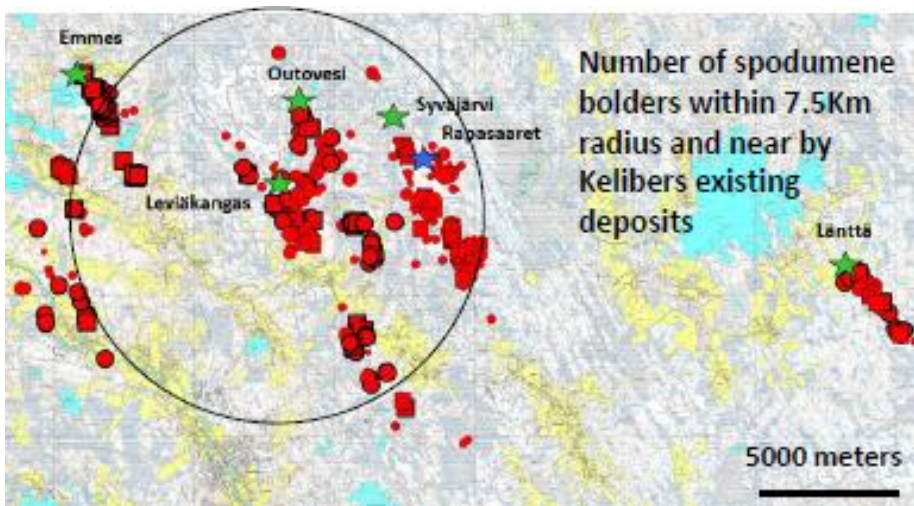 Emmes
Outovesi
Syväjärvi
Rapasaaret
Leviäkangas
Number of spodumene
bolders within 7.5Km
radius and near by
Kelibers existing
deposits
Länttä
5000 meters